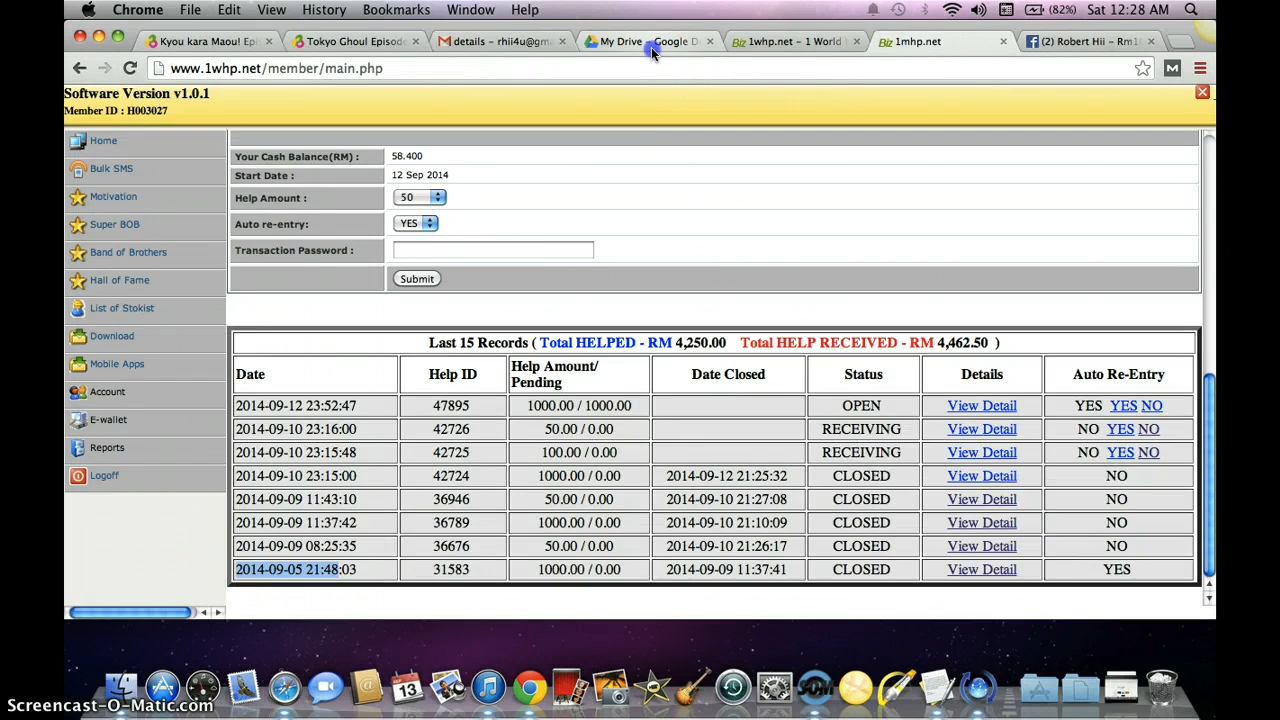 Chrome File Edit View History Bookmarks Window Help (82%) Sat 12:28 AM
Kyou kara Maou! Epi: Tokyo Ghoul Episode details – rhii4u@gm My Drive – Google D 1whp.net – 1 World 1mhp.net (2) Robert Hii – Rm1
www.1whp.net/member/main.php
Software Version v1.0.1
Member ID : H003027
Home
Bulk SMS
Motivation
Super BOB
Band of Brothers
Hall of Fame
List of Stokist
Download
Mobile Apps
Account
E-wallet
Reports
Logoff
Your Cash Balance(RM) : 58.400
Start Date : 12 Sep 2014
Help Amount : 50
Auto re-entry: YES
Transaction Password :
Submit
Last 15 Records ( Total HELPED - RM 4,250.00 Total HELP RECEIVED - RM 4,462.50 )
Date Help ID Help Amount/ Pending Date Closed Status Details Auto Re-Entry
2014-09-12 23:52:47 47895 1000.00 / 1000.00 OPEN View Detail YES YES NO
2014-09-10 23:16:00 42726 50.00 / 0.00 RECEIVING View Detail NO YES NO
2014-09-10 23:15:48 42725 100.00 / 0.00 RECEIVING View Detail NO YES NO
2014-09-10 23:15:00 42724 1000.00 / 0.00 2014-09-12 21:25:32 CLOSED View Detail NO
2014-09-09 11:43:10 36946 50.00 / 0.00 2014-09-10 21:27:08 CLOSED View Detail NO
2014-09-09 11:37:42 36789 1000.00 / 0.00 2014-09-10 21:10:09 CLOSED View Detail NO
2014-09-09 08:25:35 36676 50.00 / 0.00 2014-09-10 21:26:17 CLOSED View Detail NO
2014-09-05 21:48:03 31583 1000.00 / 0.00 2014-09-09 11:37:41 CLOSED View Detail YES
13
Screencast-O-Matic.com